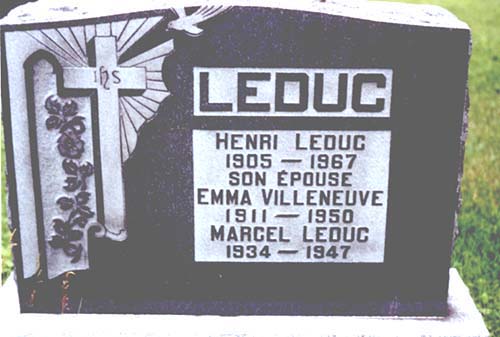 IHS
LEDUC
HENRI LEDUC
1905 — 1967
SON ÉPOUSE
EMMA VILLENEUVE
1911 — 1950
MARCEL LEDUC
1934 — 1947